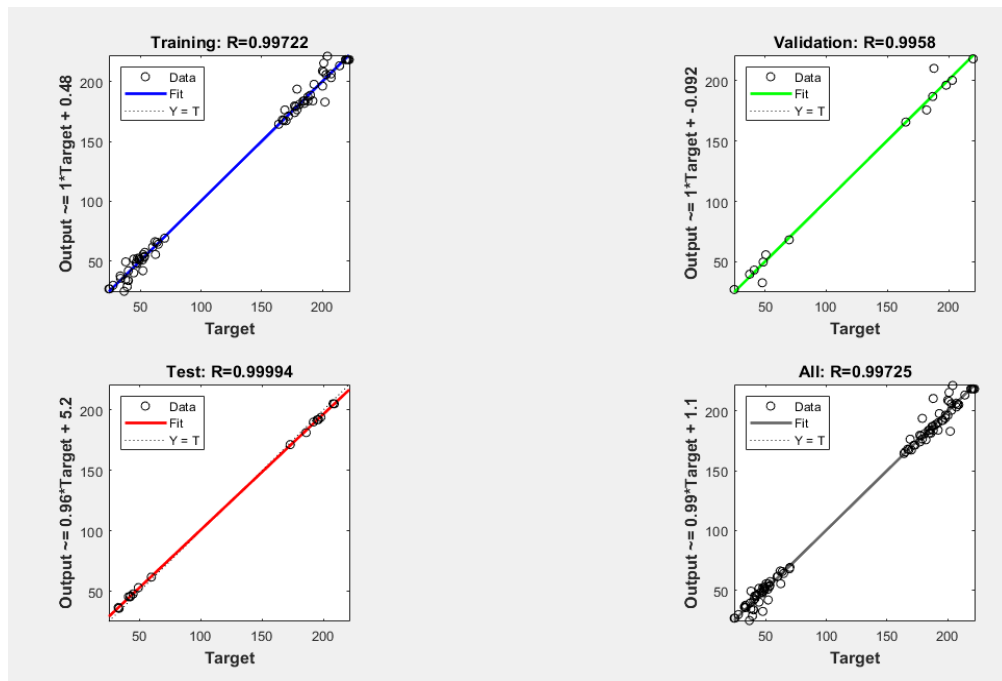 Training: R=0.99722
Output ~= 1*Target + 0.48
200
150
100
50
Data
Fit
Y = T
50 100 150 200
Target
Validation: R=0.9958
Output ~= 1*Target + -0.092
200
150
100
50
Data
Fit
Y = T
50 100 150 200
Target
Test: R=0.99994
Output ~= 0.96*Target + 5.2
200
150
100
50
Data
Fit
Y = T
50 100 150 200
Target
All: R=0.99725
Output ~= 0.99*Target + 1.1
200
150
100
50
Data
Fit
Y = T
50 100 150 200
Target